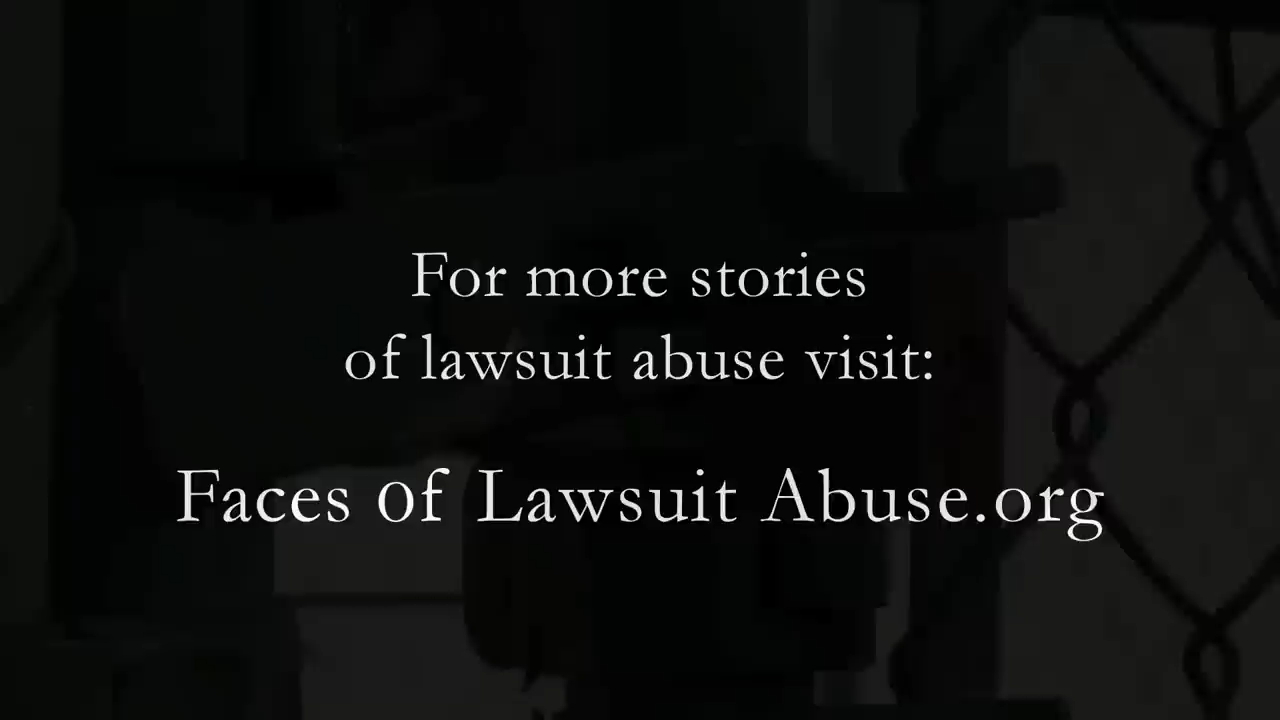 For more stories
of lawsuit abuse visit:
Faces of Lawsuit Abuse.org